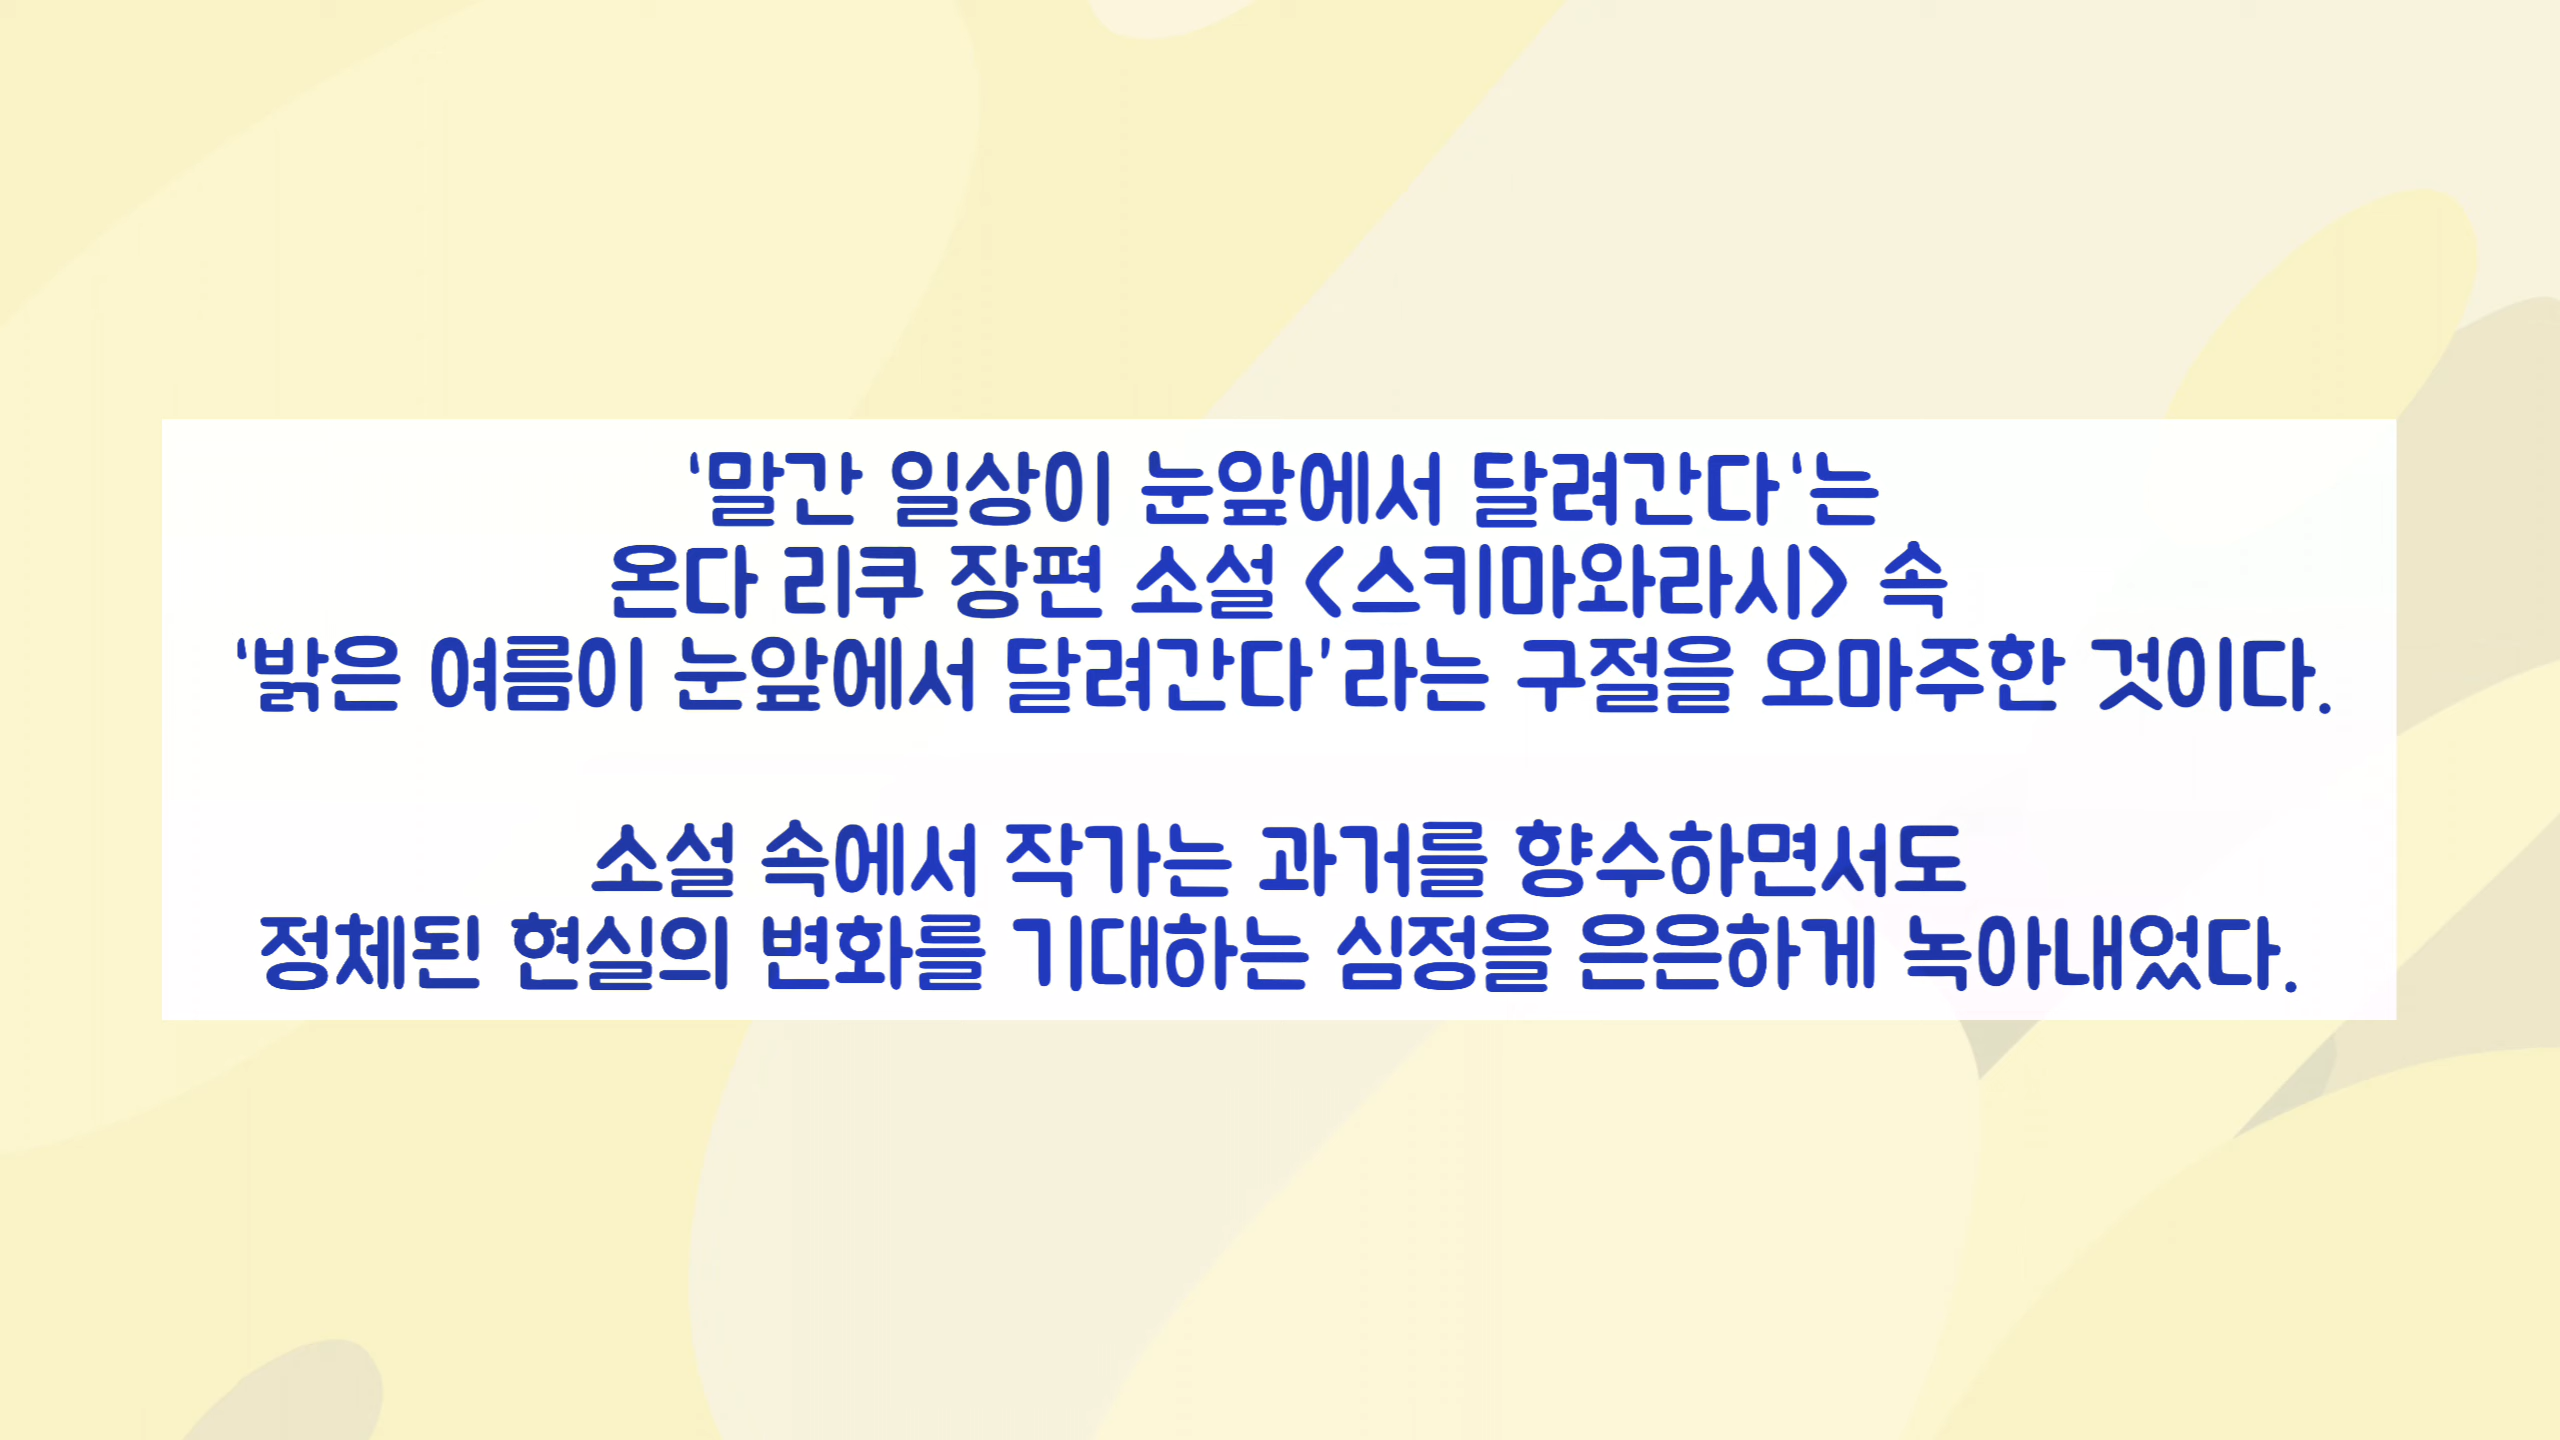 ‘말간 일상이 눈앞에서 달려간다‘는
온다 리쿠 장편 소설 <스키마와라시> 속
‘밝은 여름이 눈앞에서 달려간다’라는 구절을 오마주한 것이다.
소설 속에서 작가는 과거를 향수하면서도
정체된 현실의 변화를 기대하는 심정을 은은하게 녹아내었다.